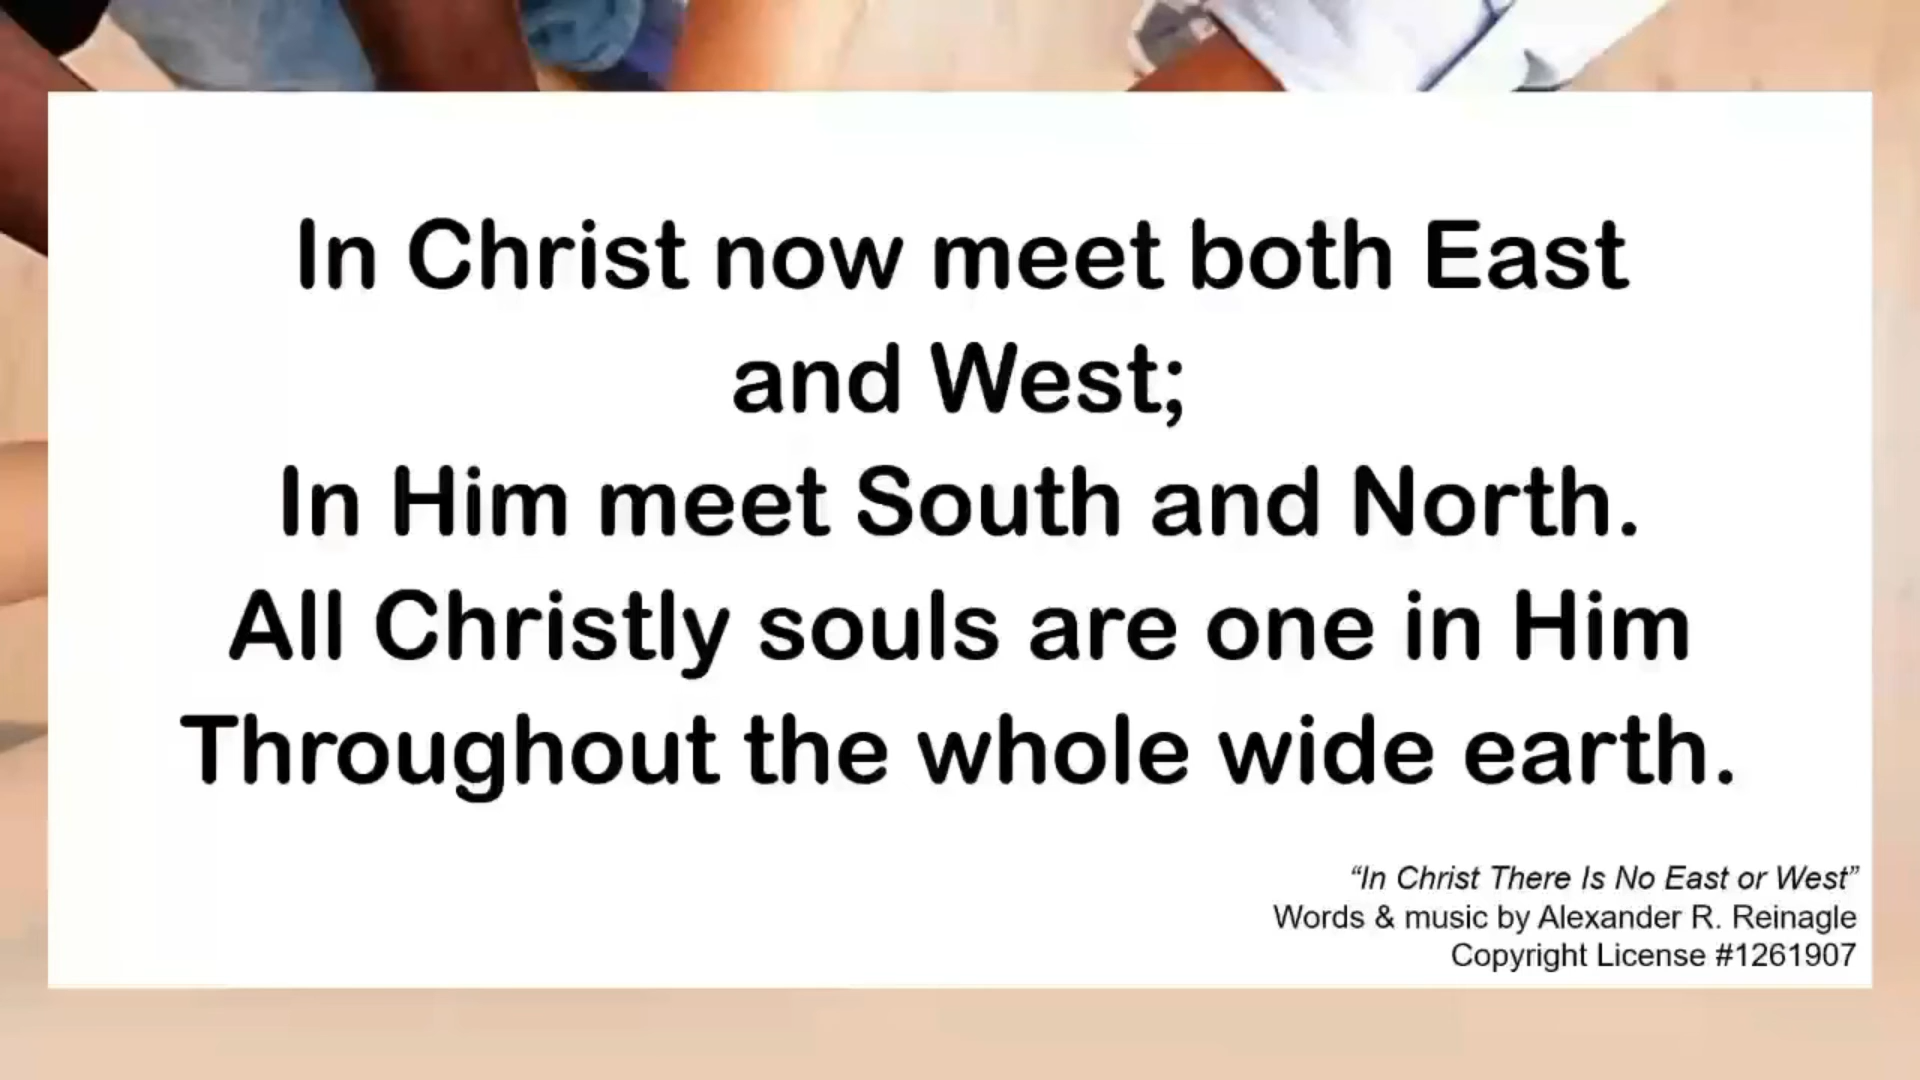 In Christ now meet both East
and West;
In Him meet South and North.
All Christly souls are one in Him
Throughout the whole wide earth.
“In Christ There Is No East or West”
Words & music by Alexander R. Reinagle
Copyright License #1261907